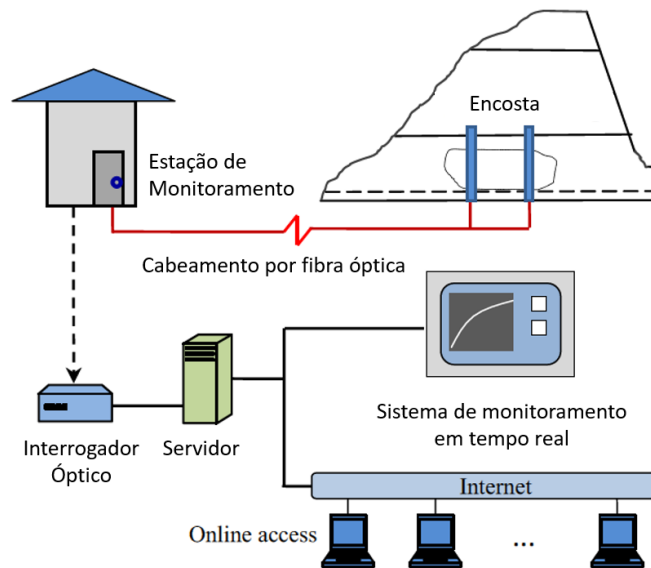 Encosta
Estação de
Monitoramento
Cabeamento por fibra óptica
Interrogador
Óptico
Servidor
Sistema de monitoramento
em tempo real
Internet
Online access
...